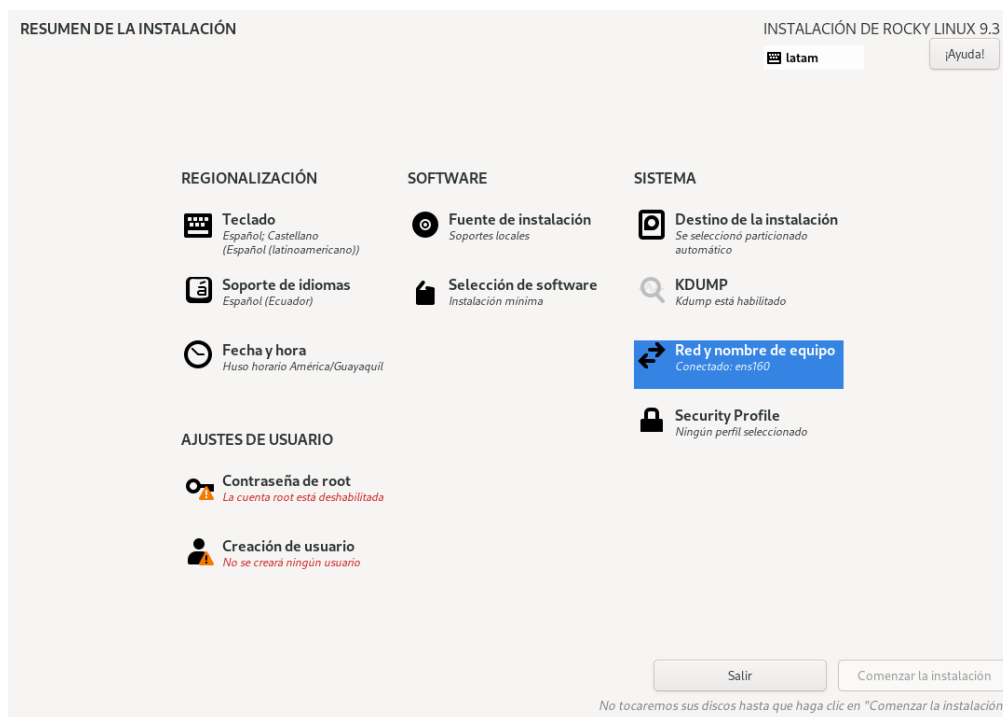 RESUMEN DE LA INSTALACIÓN
INSTALACIÓN DE ROCKY LINUX 9.3
latam
¡Ayuda!
REGIONALIZACIÓN
Teclado
Español; Castellano
(Español (latinoamericano))
Soporte de idiomas
Español (Ecuador)
Fecha y hora
Huso horario América/Guayaquil
SOFTWARE
Fuente de instalación
Soportes locales
Selección de software
Instalación mínima
SISTEMA
Destino de la instalación
Se seleccionó particionado
automático
KDUMP
Kdump está habilitado
Red y nombre de equipo
Conectado: ens160
Security Profile
Ningún perfil seleccionado
AJUSTES DE USUARIO
Contraseña de root
La cuenta root está deshabilitada
Creación de usuario
No se creará ningún usuario
Salir
Comenzar la instalación
No tocaremos sus discos hasta que haga clic en "Comenzar la instalación